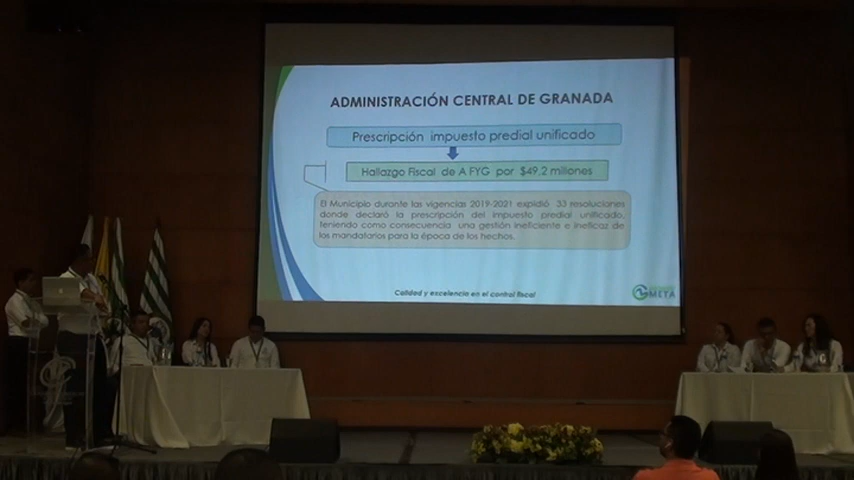 ADMINISTRACIÓN CENTRAL DE GRANADA
Prescripción impuesto predial unificado
Hallazgo Fiscal de A FYG por $49,2 millones
El Municipio durante las vigencias 2019-2021 expidió 33 resoluciones
donde declaró la prescripción del impuesto predial unificado,
teniendo como consecuencia una gestión ineficiente e ineficaz de
los mandatarios para la época de los hechos.
Calidad y excelencia en el control fiscal
META